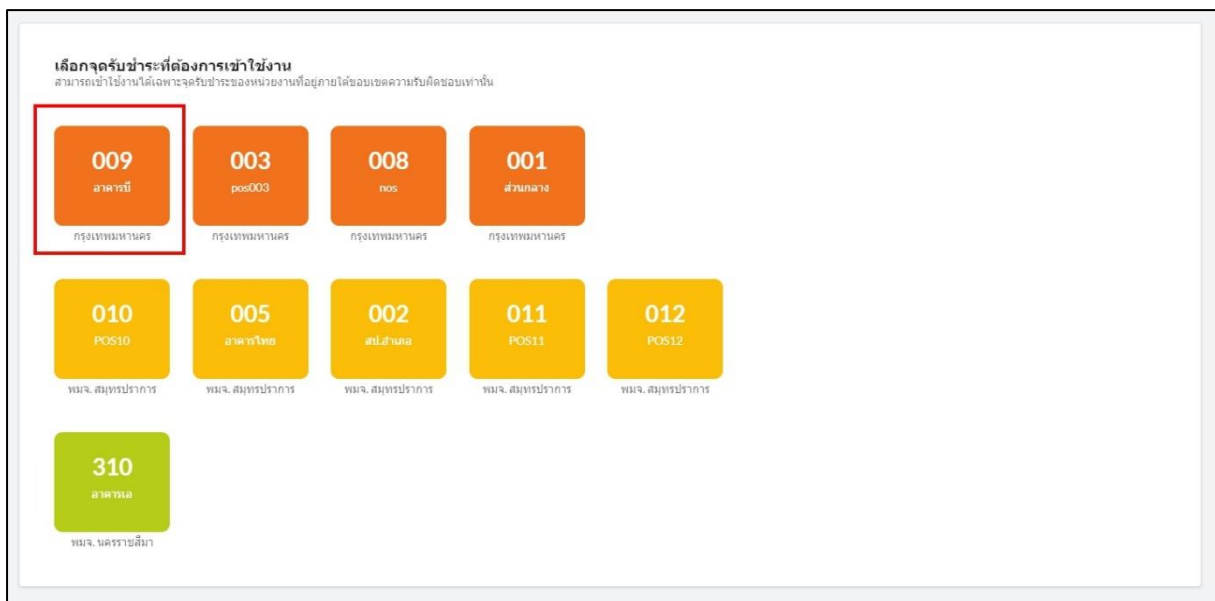 เลือกจุดรับชำระที่ต้องการเข้าใช้งาน
สามารถเข้าใช้งานได้เฉพาะจุดรับชำระของหน่วยงานที่อยู่ภายใต้ขอบเขตความรับผิดชอบเท่านั้น
009 003 008 001
อาคารบี pos003 nos ส่วนกลาง
กรุงเทพมหานคร กรุงเทพมหานคร กรุงเทพมหานคร กรุงเทพมหานคร
010 005 002 011 012
POS10 อาคารไทย สป.สำเภอ POS11 POS12
พมจ. สมุทรปราการ พมจ. สมุทรปราการ พมจ. สมุทรปราการ พมจ. สมุทรปราการ พมจ. สมุทรปราการ
310
อาคารเอ
พมจ. นครราชสีมา